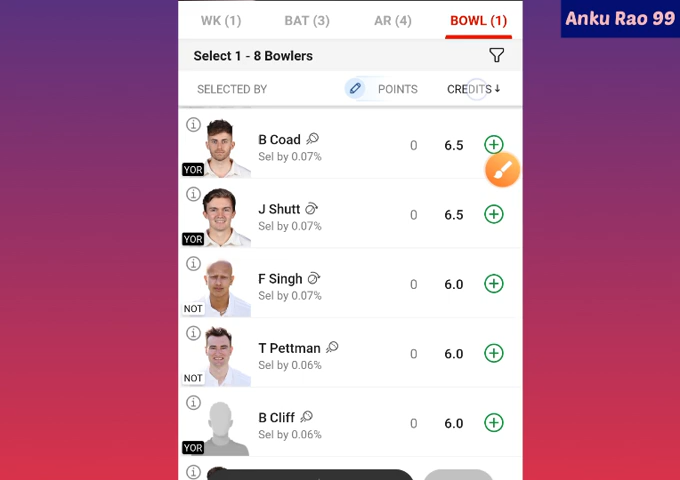 Anku Rao 99
WK (1) BAT (3) AR (4) BOWL (1)
Select 1 - 8 Bowlers
SELECTED BY POINTS CREDITS ↓
B Coad 0 6.5
Sel by 0.07%
YOR
J Shutt 0 6.5
Sel by 0.07%
YOR
F Singh 0 6.0
Sel by 0.07%
NOT
T Pettman 0 6.0
Sel by 0.06%
NOT
B Cliff 0 6.0
Sel by 0.06%
YOR